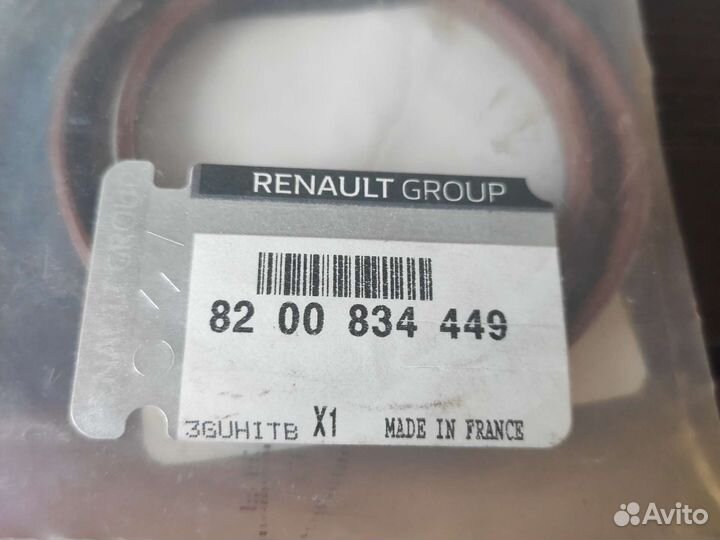 RENAULT GROUP
82 00 834 449
3GUHITB X1 MADE IN FRANCE
Avito